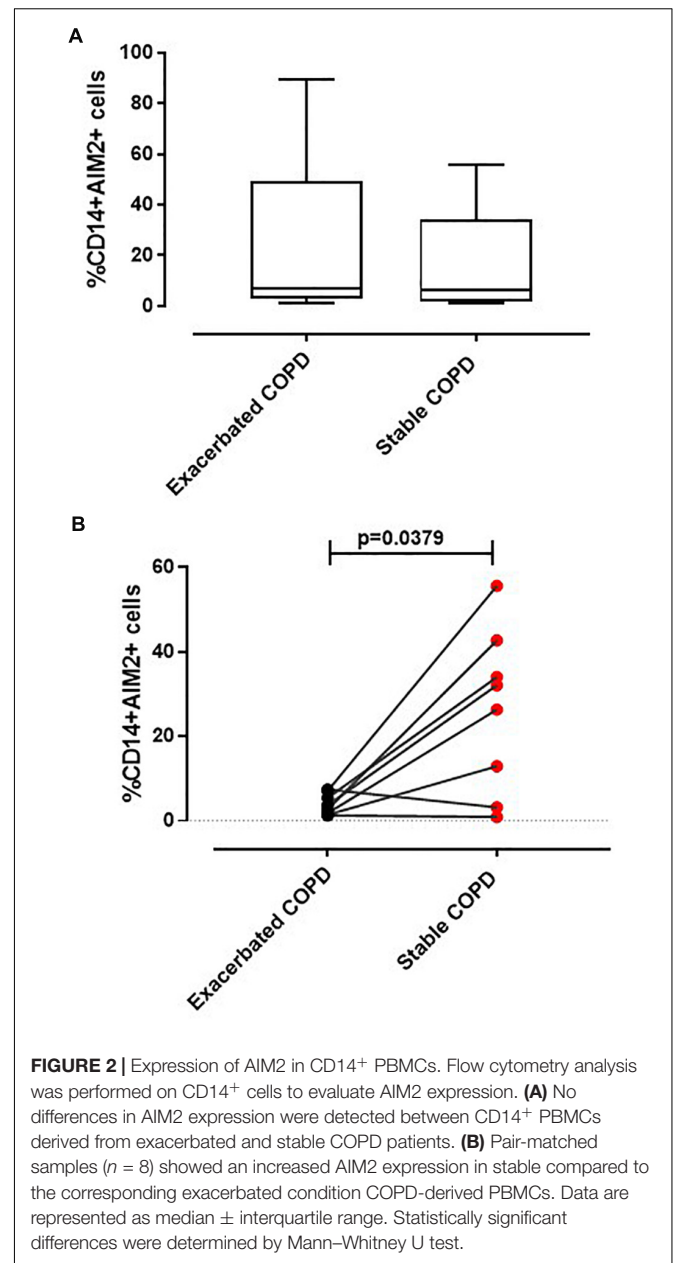 A
%CD14+AIM2+ cells
100
80
60
40
20
0
Exacerbated COPD
Stable COPD
B
p=0.0379
%CD14+AIM2+ cells
60
40
20
0
Exacerbated COPD
Stable COPD
FIGURE 2 | Expression of AIM2 in CD14⁺ PBMCs. Flow cytometry analysis
was performed on CD14⁺ cells to evaluate AIM2 expression. (A) No
differences in AIM2 expression were detected between CD14⁺ PBMCs
derived from exacerbated and stable COPD patients. (B) Pair-matched
samples (n = 8) showed an increased AIM2 expression in stable compared to
the corresponding exacerbated condition COPD-derived PBMCs. Data are
represented as median ± interquartile range. Statistically significant
differences were determined by Mann–Whitney U test.